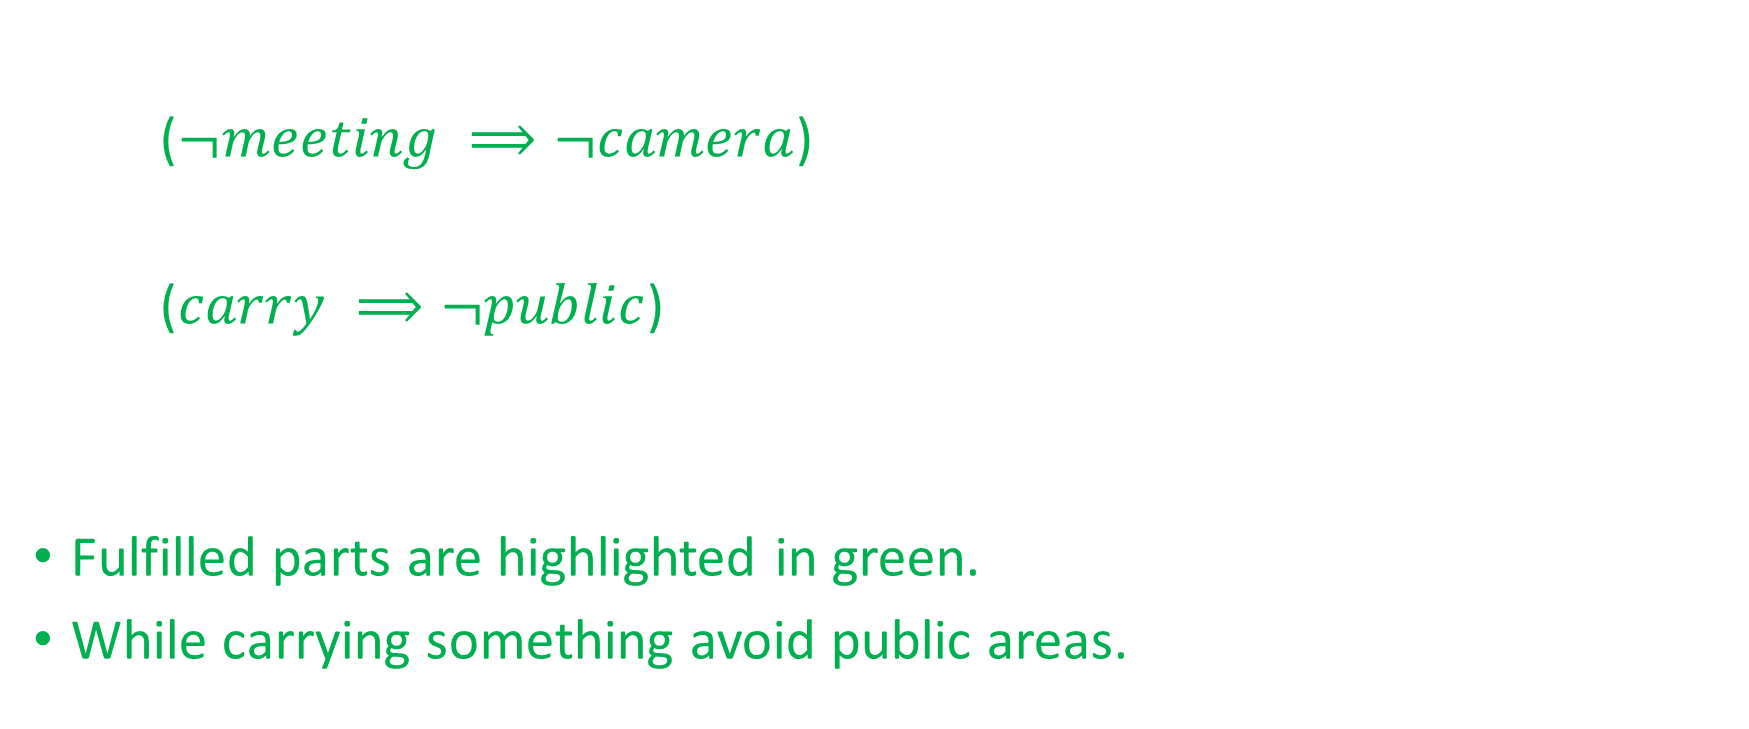 (¬meeting ⟹ ¬camera)
(carry ⟹ ¬public)
• Fulfilled parts are highlighted in green.
• While carrying something avoid public areas.